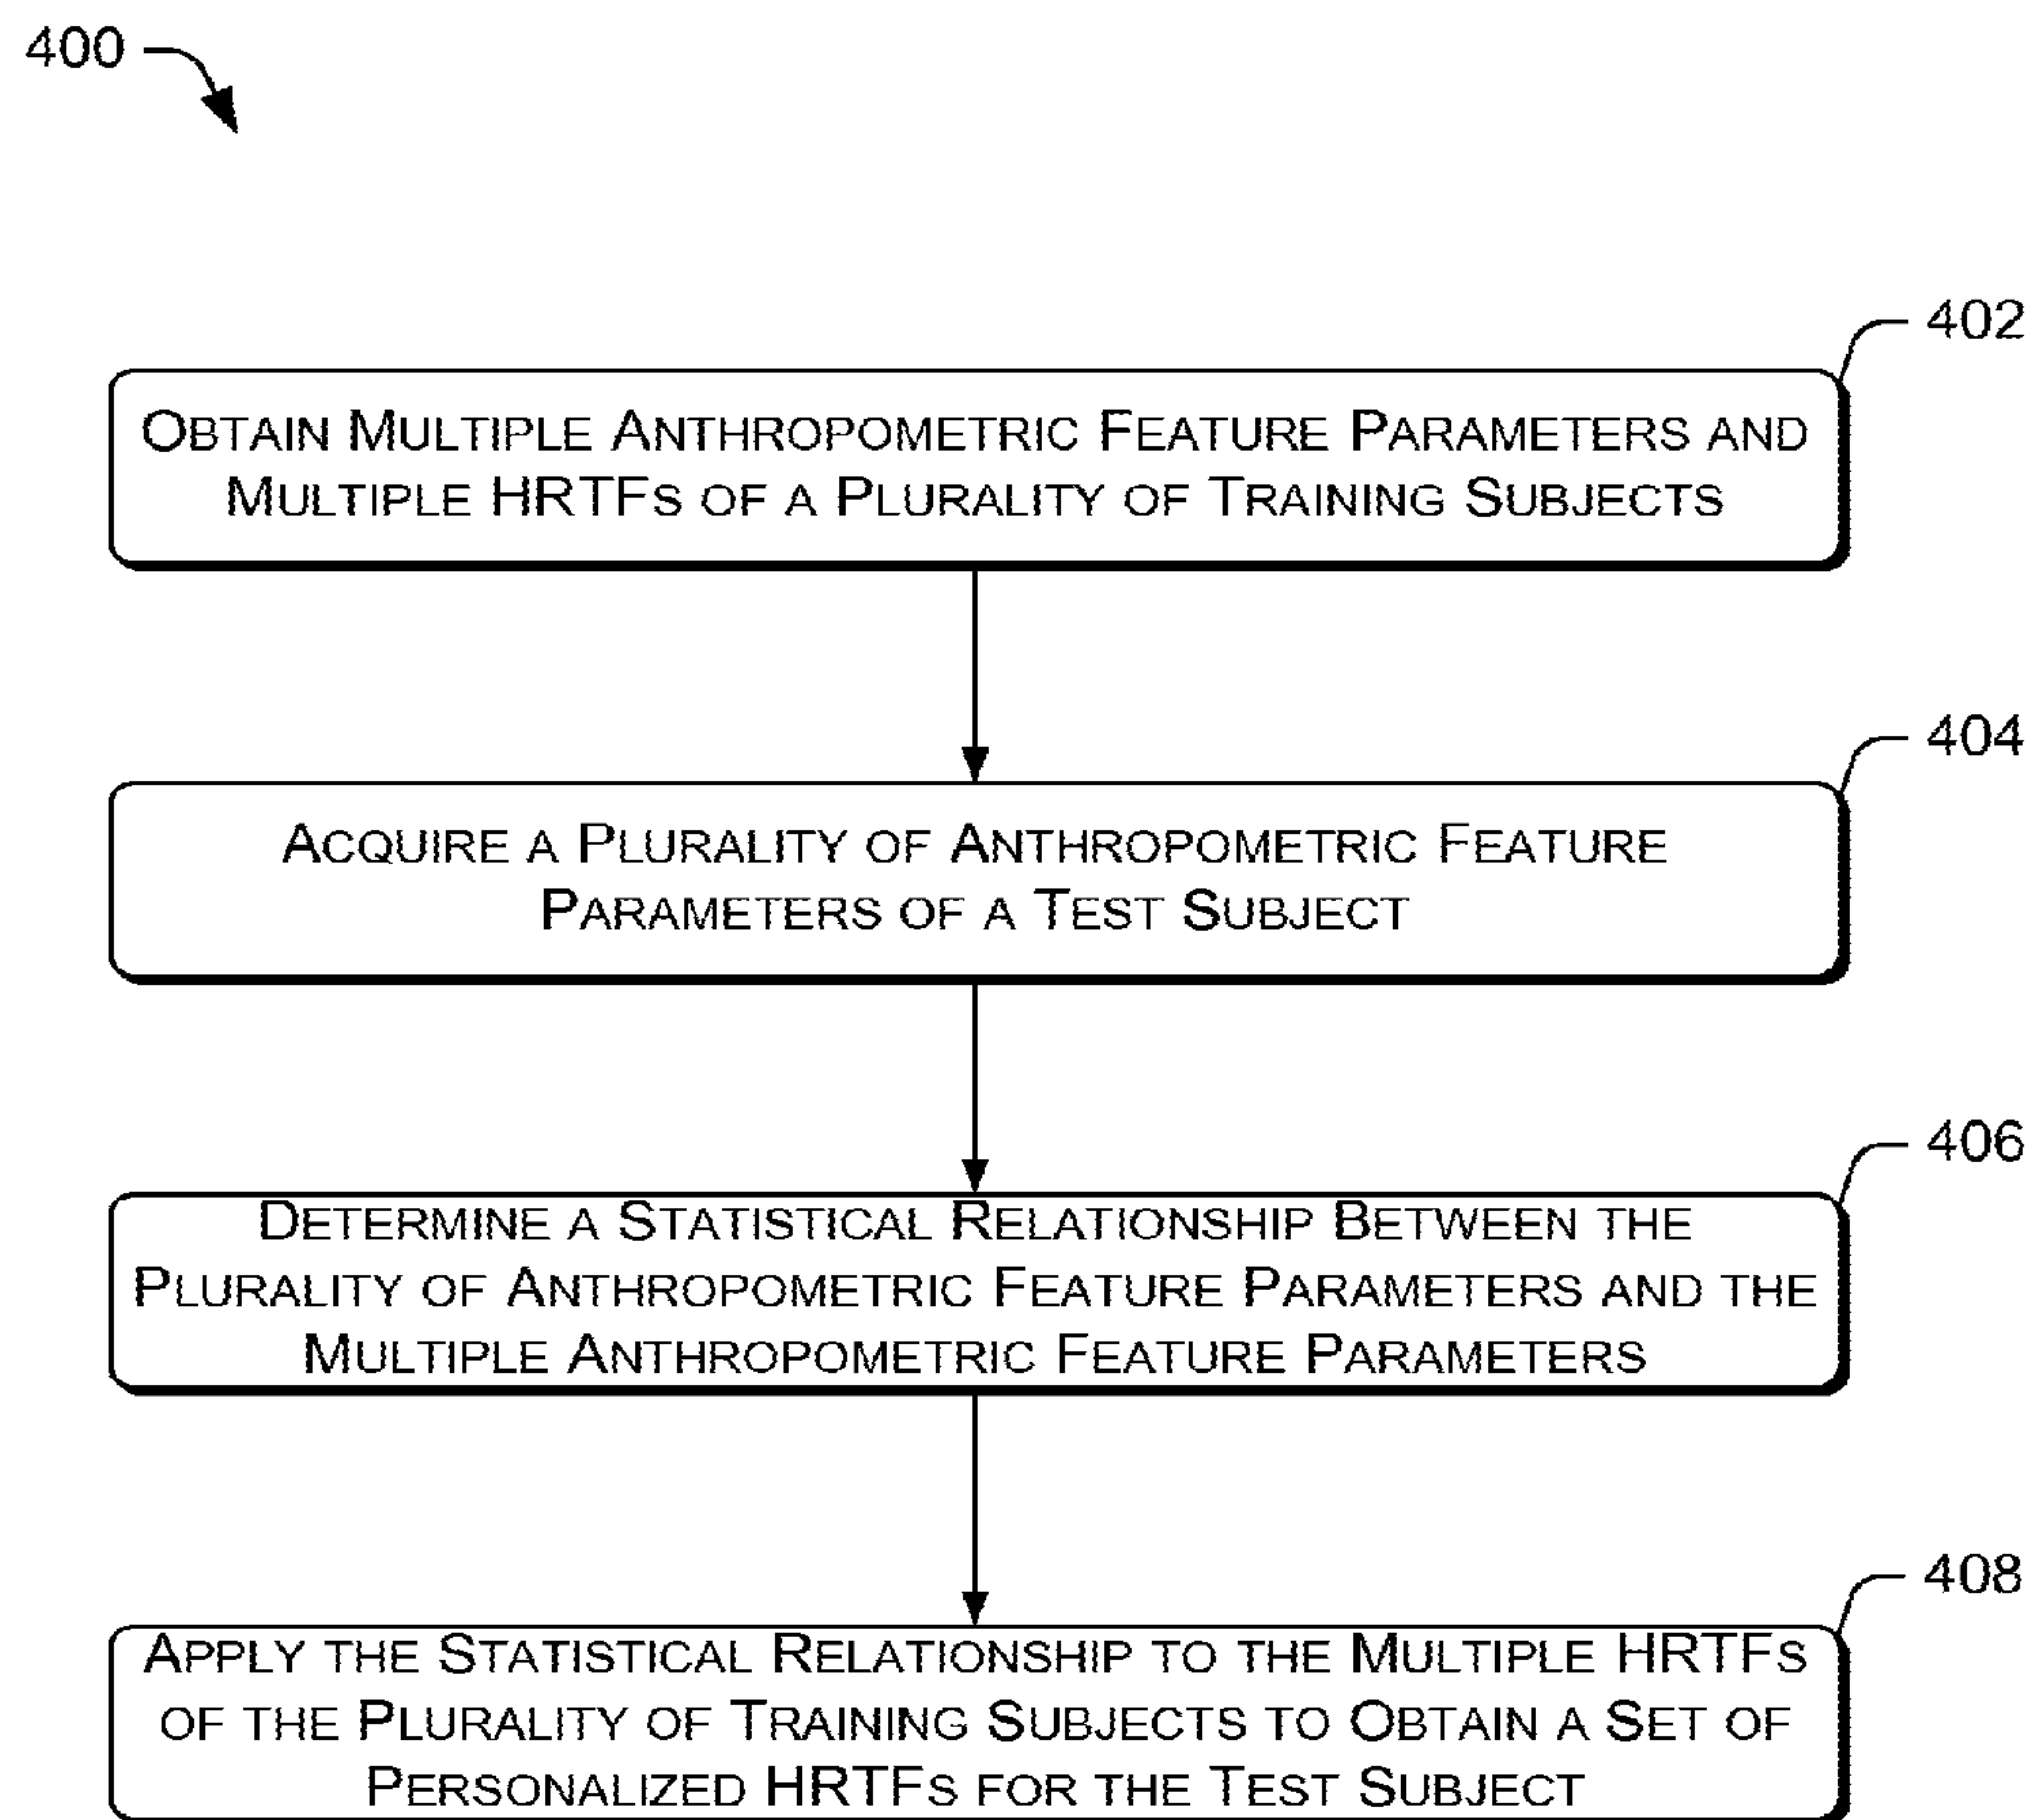 400
402
OBTAIN MULTIPLE ANTHROPOMETRIC FEATURE PARAMETERS AND
MULTIPLE HRTFS OF A PLURALITY OF TRAINING SUBJECTS
404
ACQUIRE A PLURALITY OF ANTHROPOMETRIC FEATURE
PARAMETERS OF A TEST SUBJECT
406
DETERMINE A STATISTICAL RELATIONSHIP BETWEEN THE
PLURALITY OF ANTHROPOMETRIC FEATURE PARAMETERS AND THE
MULTIPLE ANTHROPOMETRIC FEATURE PARAMETERS
408
APPLY THE STATISTICAL RELATIONSHIP TO THE MULTIPLE HRTFS
OF THE PLURALITY OF TRAINING SUBJECTS TO OBTAIN A SET OF
PERSONALIZED HRTFS FOR THE TEST SUBJECT